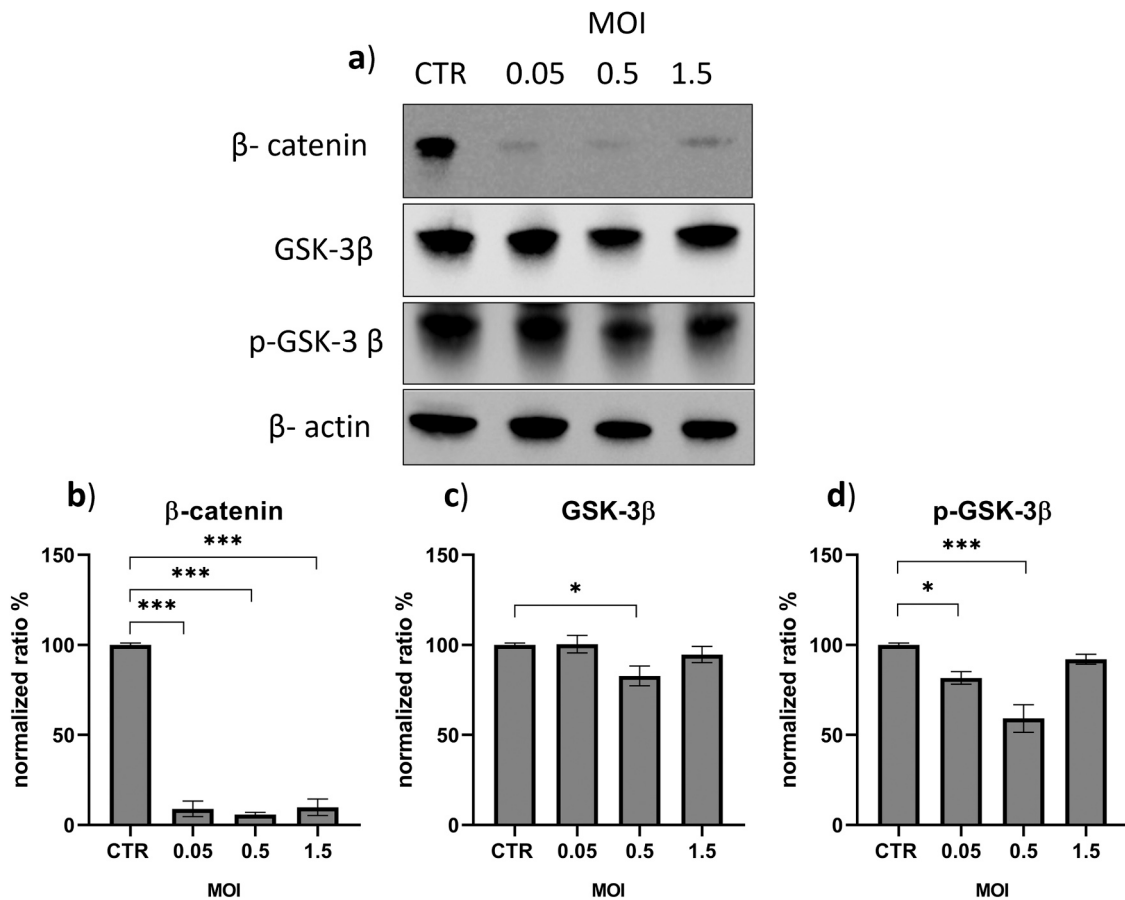 MOI
a)
CTR 0.05 0.5 1.5
β- catenin
GSK-3β
p-GSK-3 β
β- actin
b)
β-catenin
normalized ratio %
150
100
50
0
***
***
***
CTR 0.05 0.5 1.5
MOI
c)
GSK-3β
normalized ratio %
150
100
50
0
*
CTR 0.05 0.5 1.5
MOI
d)
p-GSK-3β
normalized ratio %
150
100
50
0
***
*
CTR 0.05 0.5 1.5
MOI